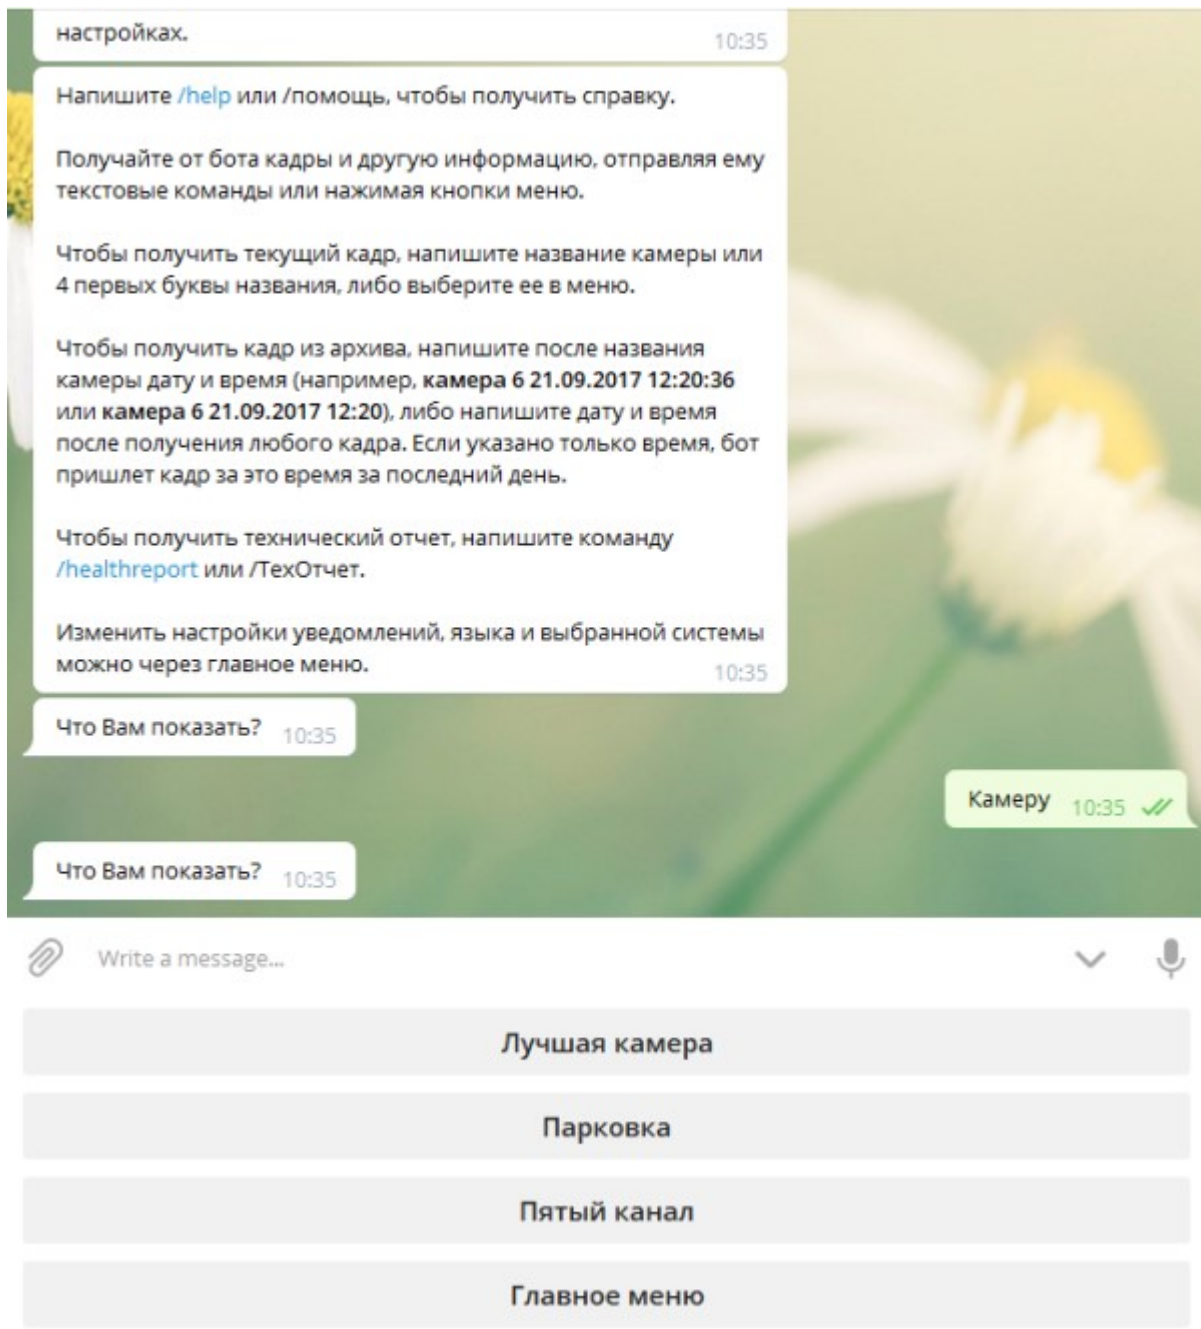 настройках.
10:35
Напишите /help или /помощь, чтобы получить справку.
Получайте от бота кадры и другую информацию, отправляя ему
текстовые команды или нажимая кнопки меню.
Чтобы получить текущий кадр, напишите название камеры или
4 первых буквы названия, либо выберите ее в меню.
Чтобы получить кадр из архива, напишите после названия
камеры дату и время (например, камера 6 21.09.2017 12:20:36
или камера 6 21.09.2017 12:20), либо напишите дату и время
после получения любого кадра. Если указано только время, бот
пришлет кадр за это время за последний день.
Чтобы получить технический отчет, напишите команду
/healthreport или /ТехОтчет.
Изменить настройки уведомлений, языка и выбранной системы
можно через главное меню.
10:35
Что Вам показать? 10:35
Камеру 10:35
Что Вам показать? 10:35
Write a message...
Лучшая камера
Парковка
Пятый канал
Главное меню